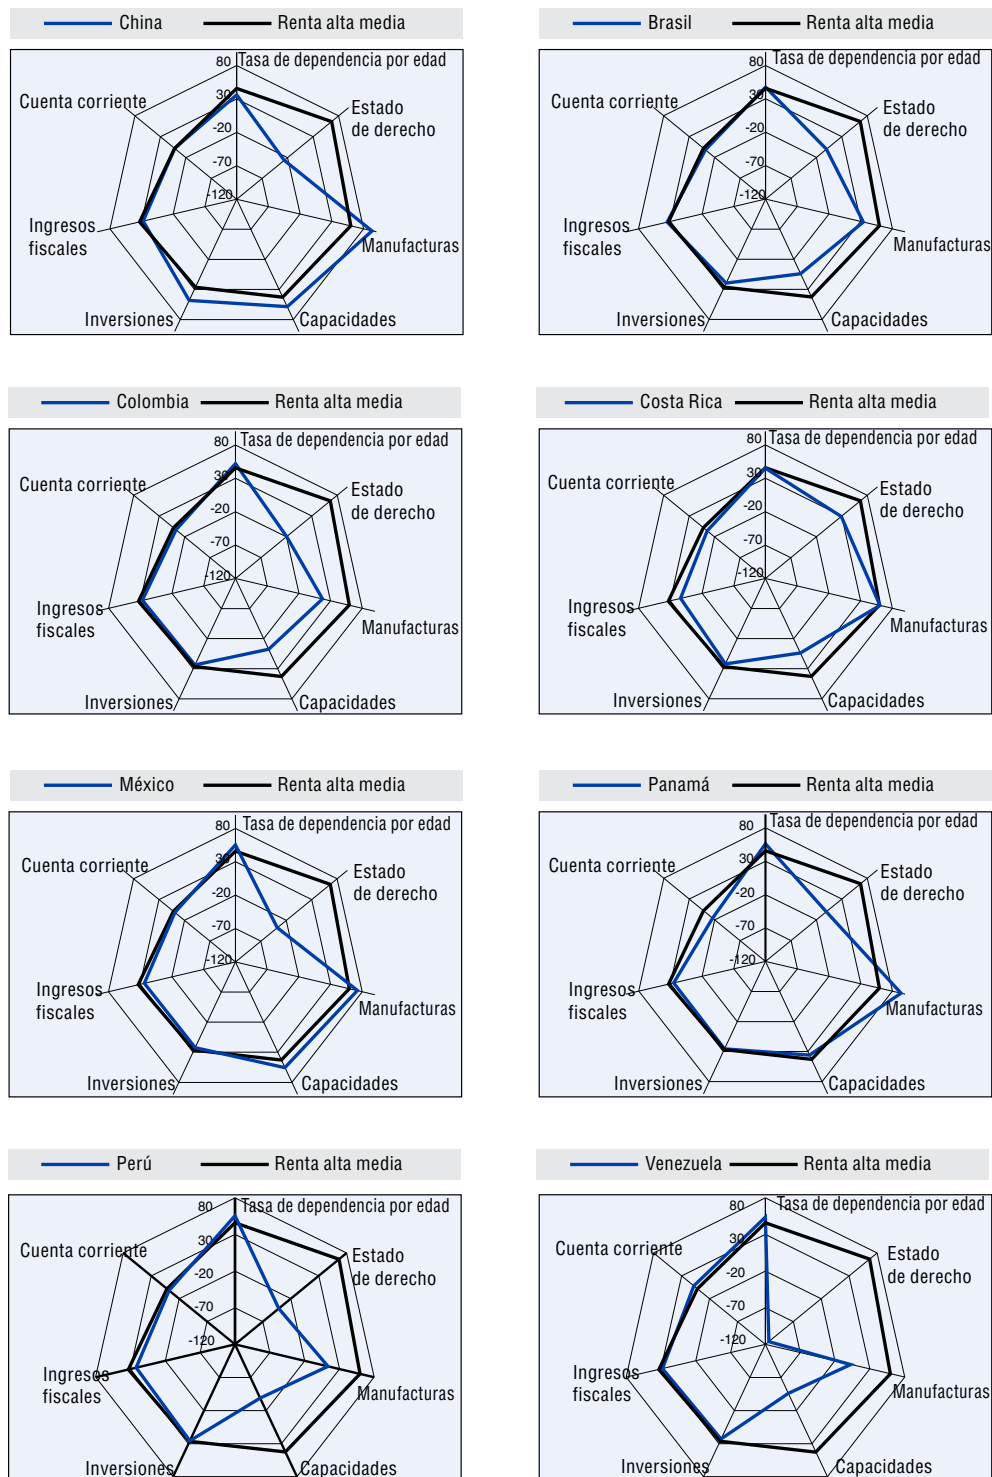 China
Renta alta media
80
Tasa de dependencia por edad
30
-20
-70
-120
Cuenta corriente
Estado
de derecho
Ingresos
fiscales
Manufacturas
Inversiones
Capacidades
Brasil
Renta alta media
80
Tasa de dependencia por edad
30
-20
-70
-120
Cuenta corriente
Estado
de derecho
Ingresos
fiscales
Manufacturas
Inversiones
Capacidades
Colombia
Renta alta media
80
Tasa de dependencia por edad
30
-20
-70
-120
Cuenta corriente
Estado
de derecho
Ingresos
fiscales
Manufacturas
Inversiones
Capacidades
Costa Rica
Renta alta media
80
Tasa de dependencia por edad
30
-20
-70
-120
Cuenta corriente
Estado
de derecho
Ingresos
fiscales
Manufacturas
Inversiones
Capacidades
México
Renta alta media
80
Tasa de dependencia por edad
30
-20
-70
-120
Cuenta corriente
Estado
de derecho
Ingresos
fiscales
Manufacturas
Inversiones
Capacidades
Panamá
Renta alta media
80
Tasa de dependencia por edad
30
-20
-70
-120
Cuenta corriente
Estado
de derecho
Ingresos
fiscales
Manufacturas
Inversiones
Capacidades
Perú
Renta alta media
80
Tasa de dependencia por edad
30
-20
-70
-120
Cuenta corriente
Estado
de derecho
Ingresos
fiscales
Manufacturas
Inversiones
Capacidades
Venezuela
Renta alta media
80
Tasa de dependencia por edad
30
-20
-70
-120
Cuenta corriente
Estado
de derecho
Ingresos
fiscales
Manufacturas
Inversiones
Capacidades